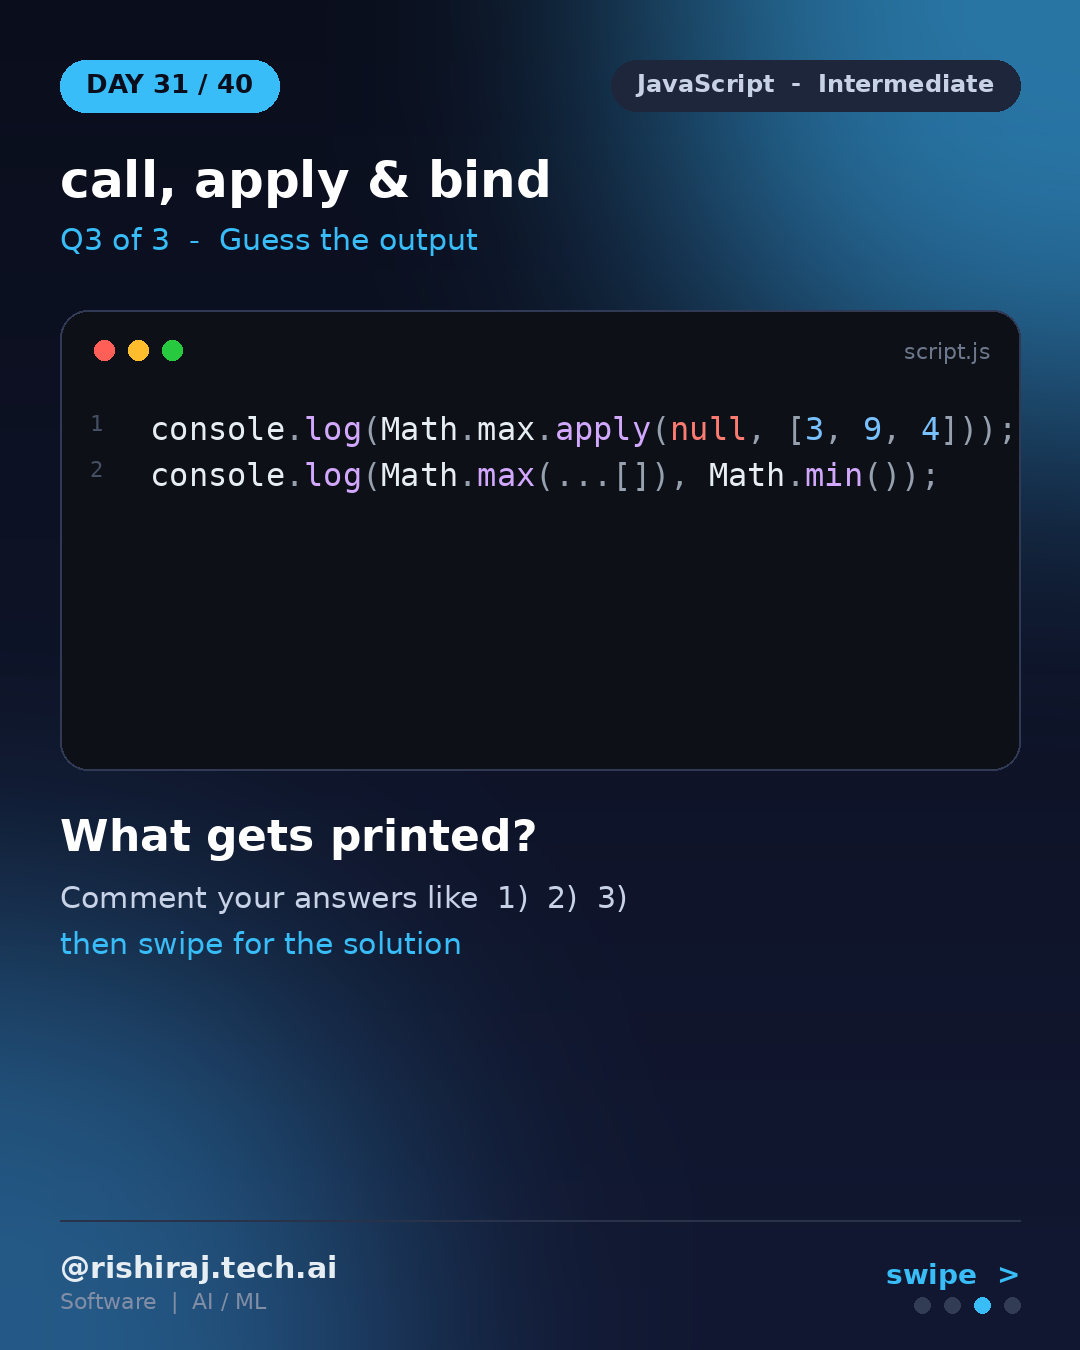 DAY 31 / 40
JavaScript  -  Intermediate
call, apply & bind
Q3 of 3  -  Guess the output
script.js
1 console.log(Math.max.apply(null, [3, 9, 4]));
2 console.log(Math.max(...[]), Math.min());
What gets printed?
Comment your answers like  1)  2)  3)
then swipe for the solution
@rishiraj.tech.ai
Software  |  AI / ML
swipe  >